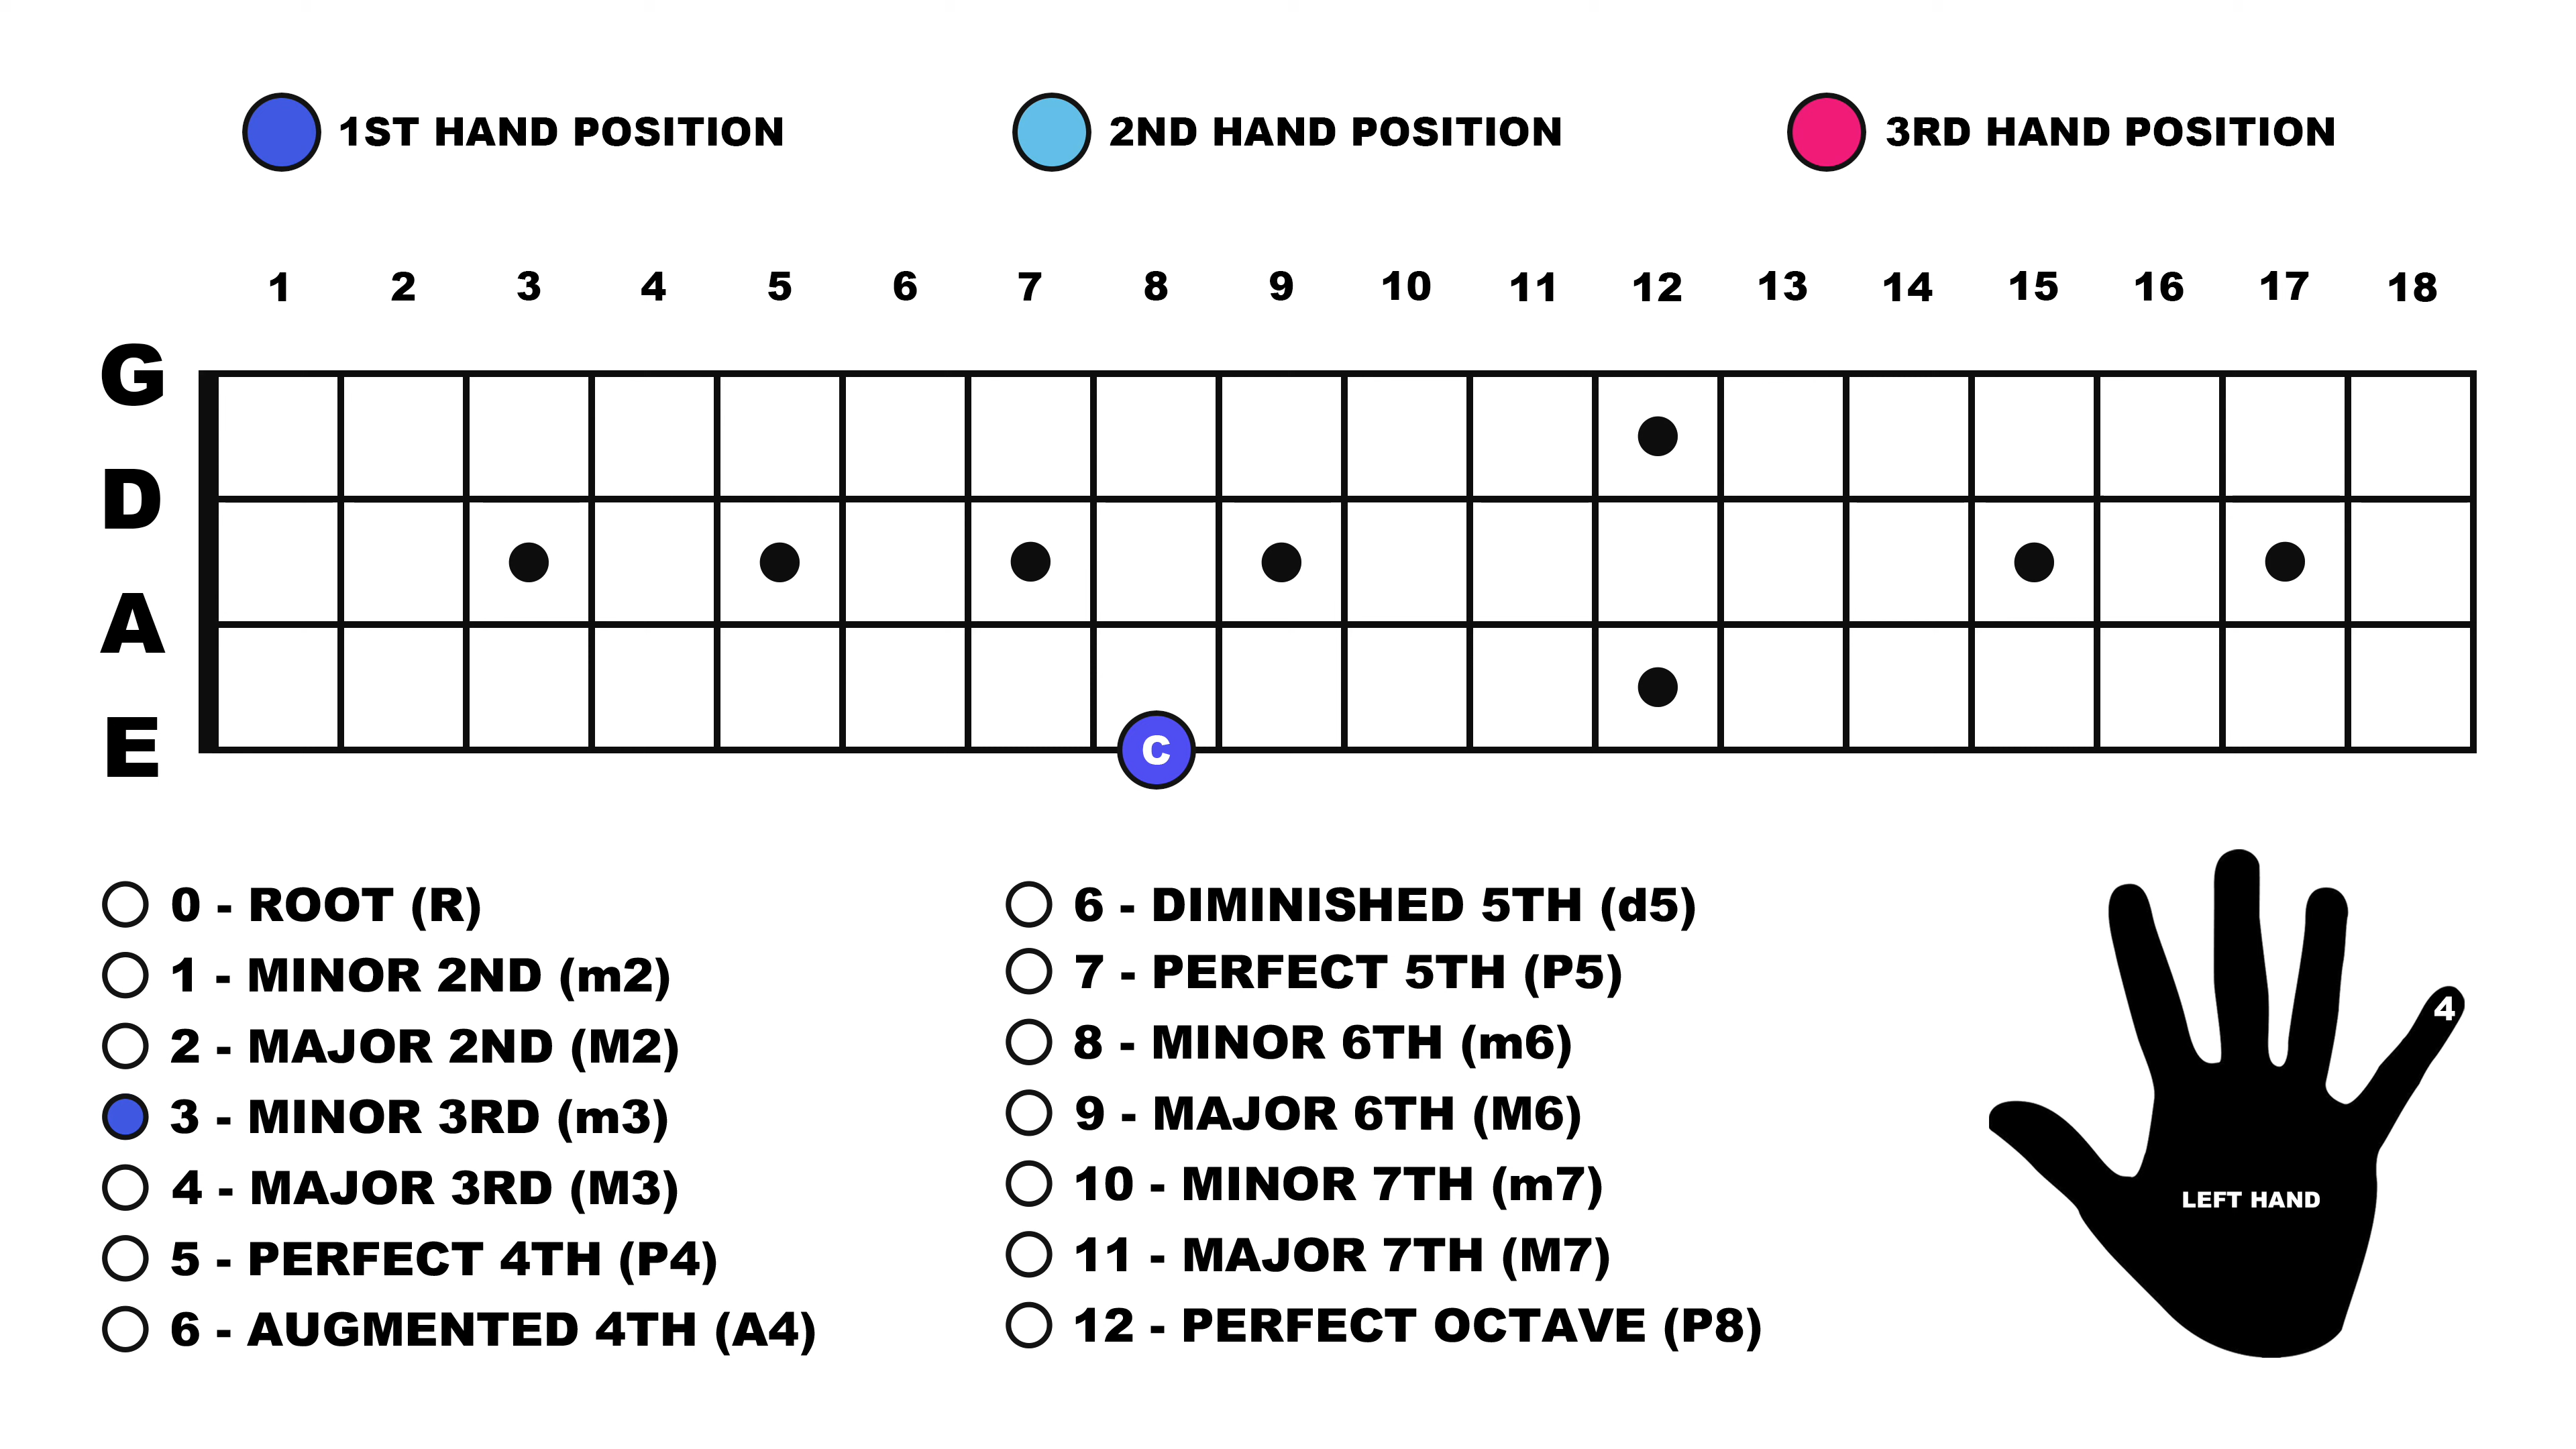 1ST HAND POSITION 2ND HAND POSITION 3RD HAND POSITION
1 2 3 4 5 6 7 8 9 10 11 12 13 14 15 16 17 18
G
D
A
E
C
0 - ROOT (R)
1 - MINOR 2ND (m2)
2 - MAJOR 2ND (M2)
3 - MINOR 3RD (m3)
4 - MAJOR 3RD (M3)
5 - PERFECT 4TH (P4)
6 - AUGMENTED 4TH (A4)
6 - DIMINISHED 5TH (d5)
7 - PERFECT 5TH (P5)
8 - MINOR 6TH (m6)
9 - MAJOR 6TH (M6)
10 - MINOR 7TH (m7)
11 - MAJOR 7TH (M7)
12 - PERFECT OCTAVE (P8)
4
LEFT HAND